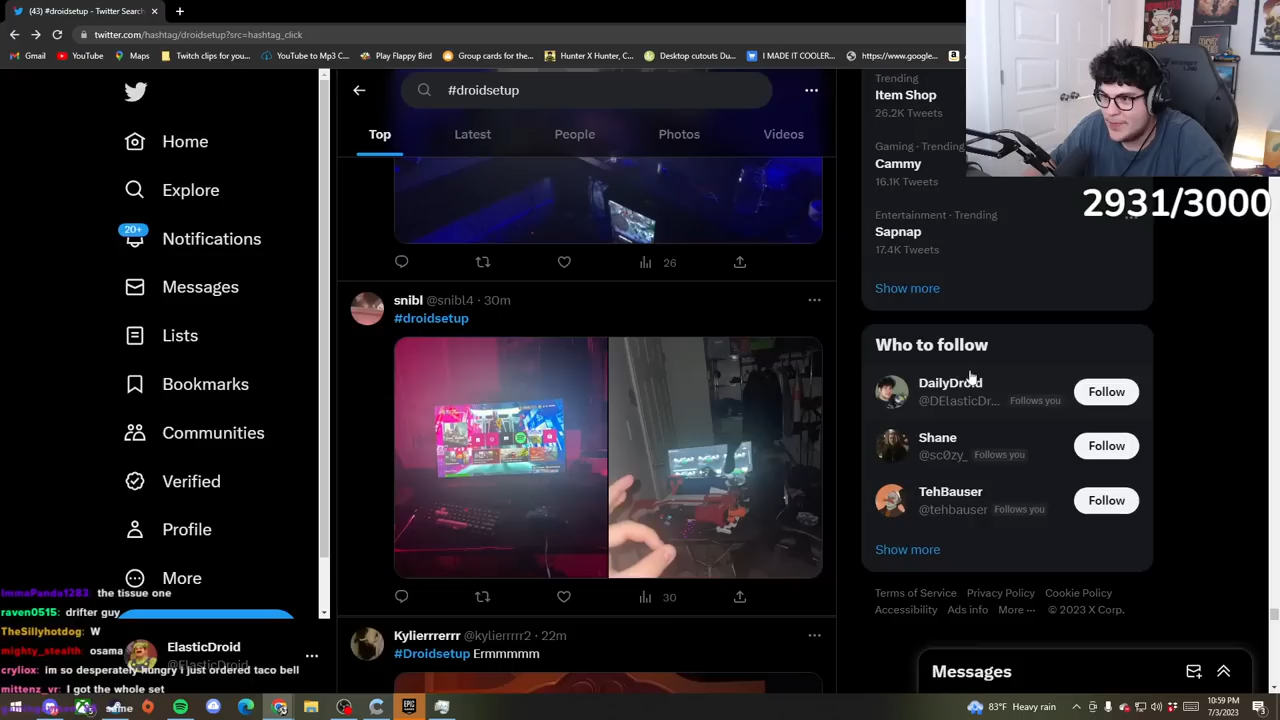 (43) #droidsetup - Twitter Search
twitter.com/hashtag/droidsetup?src=hashtag_click
Gmail
YouTube
Maps
Twitch clips for you...
YouTube to Mp3 C...
Play Flappy Bird
Group cards for the...
Hunter X Hunter, C...
Desktop cutouts Du...
I MADE IT COOLER...
https://www.google...
#droidsetup
Top
Latest
People
Photos
Videos
Home
Explore
20+
Notifications
Messages
Lists
Bookmarks
Communities
Verified
Profile
More
ElasticDroid
@ElasticDroid
26
snibl @snibl4 · 30m
#droidsetup
30
Kylierrrerrr @kylierrrr2 · 22m
#Droidsetup Ermmmmm
Trending
Item Shop
26.2K Tweets
Gaming · Trending
Cammy
16.1K Tweets
Entertainment · Trending
Sapnap
17.4K Tweets
Show more
2931/3000
Who to follow
DailyDroid
@DElasticDr... Follows you
Follow
Shane
@sc0zy_ Follows you
Follow
TehBauser
@tehbauser Follows you
Follow
Show more
Terms of Service Privacy Policy Cookie Policy
Accessibility Ads info More ··· © 2023 X Corp.
Messages
ImmaPanda1283 the tissue one
raven0515: drifter guy
TheSillyhotdog: W
mighty_stealth: osama
cryliox: im so desperately hungry i just ordered taco bell
mittenz_vr: I got the whole set
same
83°F Heavy rain
10:59 PM
7/3/2023